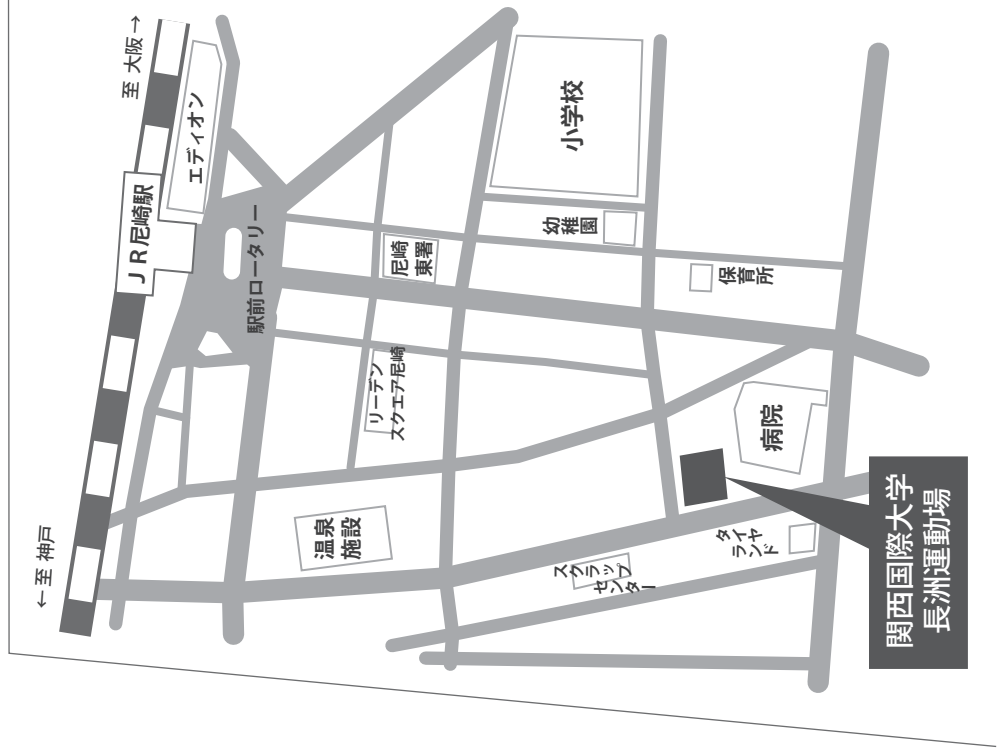 ← 至 神戸
ＪＲ尼崎駅
至 大阪 →
エディオン
駅前ロータリー
温泉
施設
リーデン
スクエア尼崎
尼崎
東署
小学校
幼
稚
園
保育
所
スクラップ
センター
タイヤ
ランド
病院
関西国際大学
長洲運動場